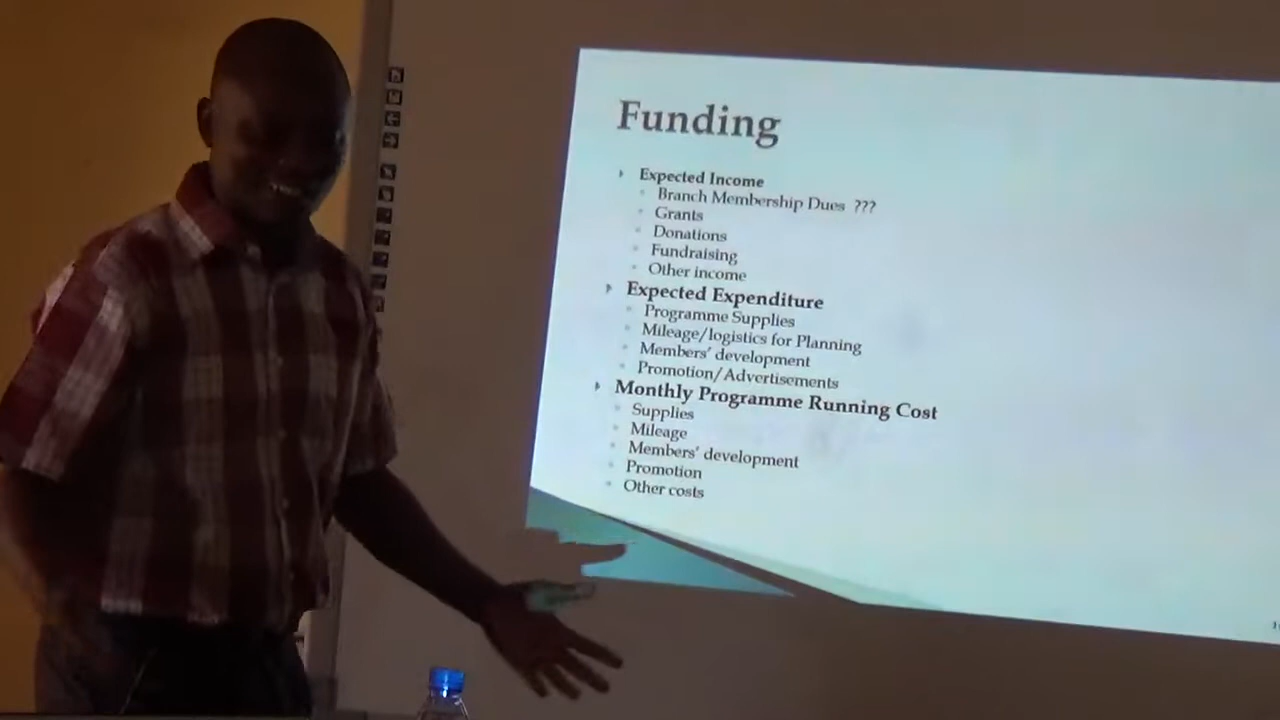 Funding
Expected Income
Branch Membership Dues ???
Grants
Donations
Fundraising
Other income
Expected Expenditure
Programme Supplies
Mileage/logistics for Planning
Members' development
Promotion/Advertisements
Monthly Programme Running Cost
Supplies
Mileage
Members' development
Promotion
Other costs